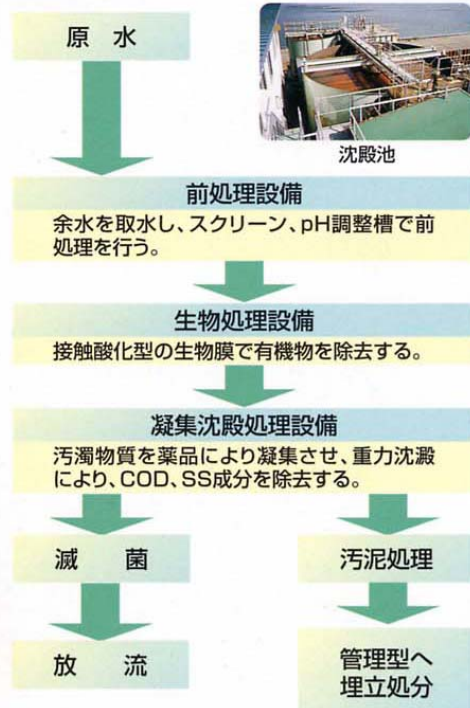 原 水
沈殿池
前処理設備
余水を取水し、スクリーン、pH調整槽で前
処理を行う。
生物処理設備
接触酸化型の生物膜で有機物を除去する。
凝集沈殿処理設備
汚濁物質を薬品により凝集させ、重力沈澱
により、COD、SS成分を除去する。
滅 菌
汚泥処理
放 流
管理型へ
埋立処分